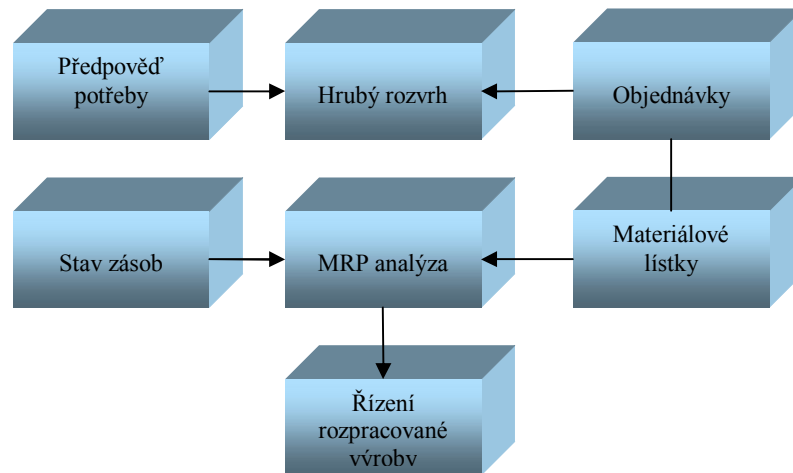 Předpověď
potřeby
Hrubý rozvrh
Objednávky
Stav zásob
MRP analýza
Materiálové
lístky
Řízení
rozpracované
výroby